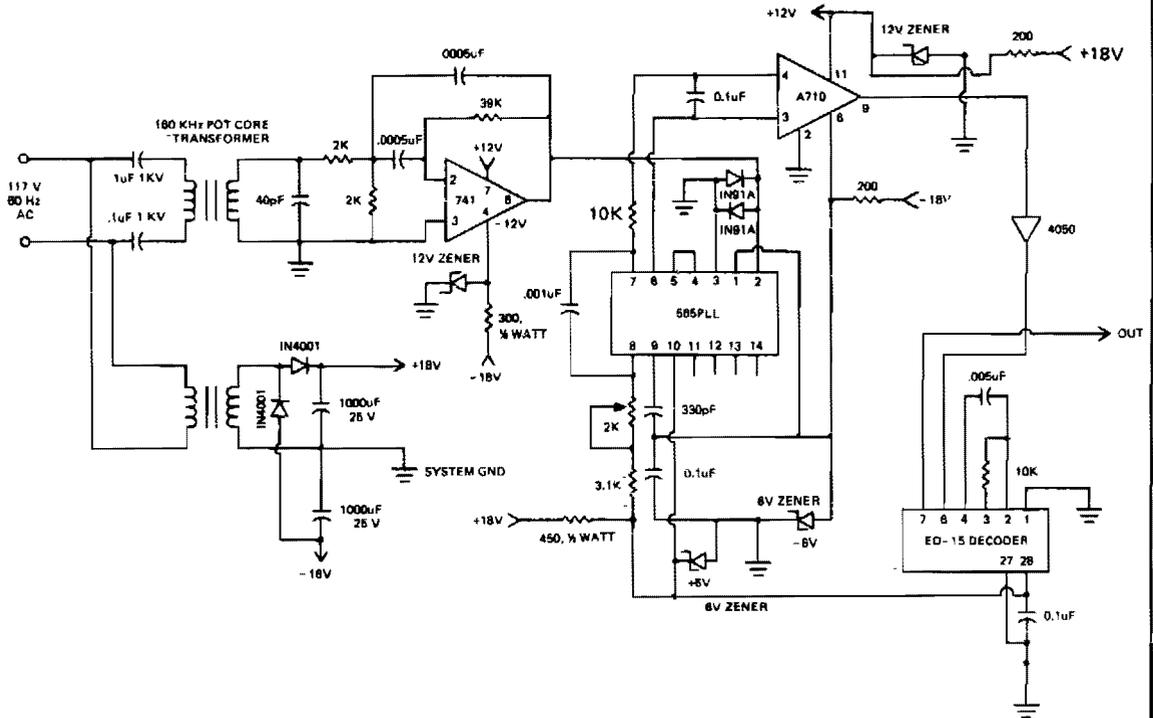 +12V
12V ZENER
200
+18V
.0005uF
39K
160 KHz POT CORE
TRANSFORMER
2K
.0005uF
+12V
117 V
60 Hz
AC
.1uF 1KV
.1uF 1 KV
40pF
2K
2
7
741
6
3
4
-12V
12V ZENER
300,
½ WATT
-18V
4
11
A710
9
3
2
6
0.1uF
10K
IN91A
IN91A
200
-18V
4050
7 6 5 4 3 1 2
565PLL
8 9 10 11 12 13 14
.001uF
OUT
IN4001
+18V
IN4001
1000uF
25 V
SYSTEM GND
1000uF
25 V
-18V
2K
330pF
3.1K
0.1uF
+18V
450, ½ WATT
6V ZENER
-6V
+6V
6V ZENER
.005uF
10K
7 6 4 3 2 1
ED-15 DECODER
27 28
0.1uF